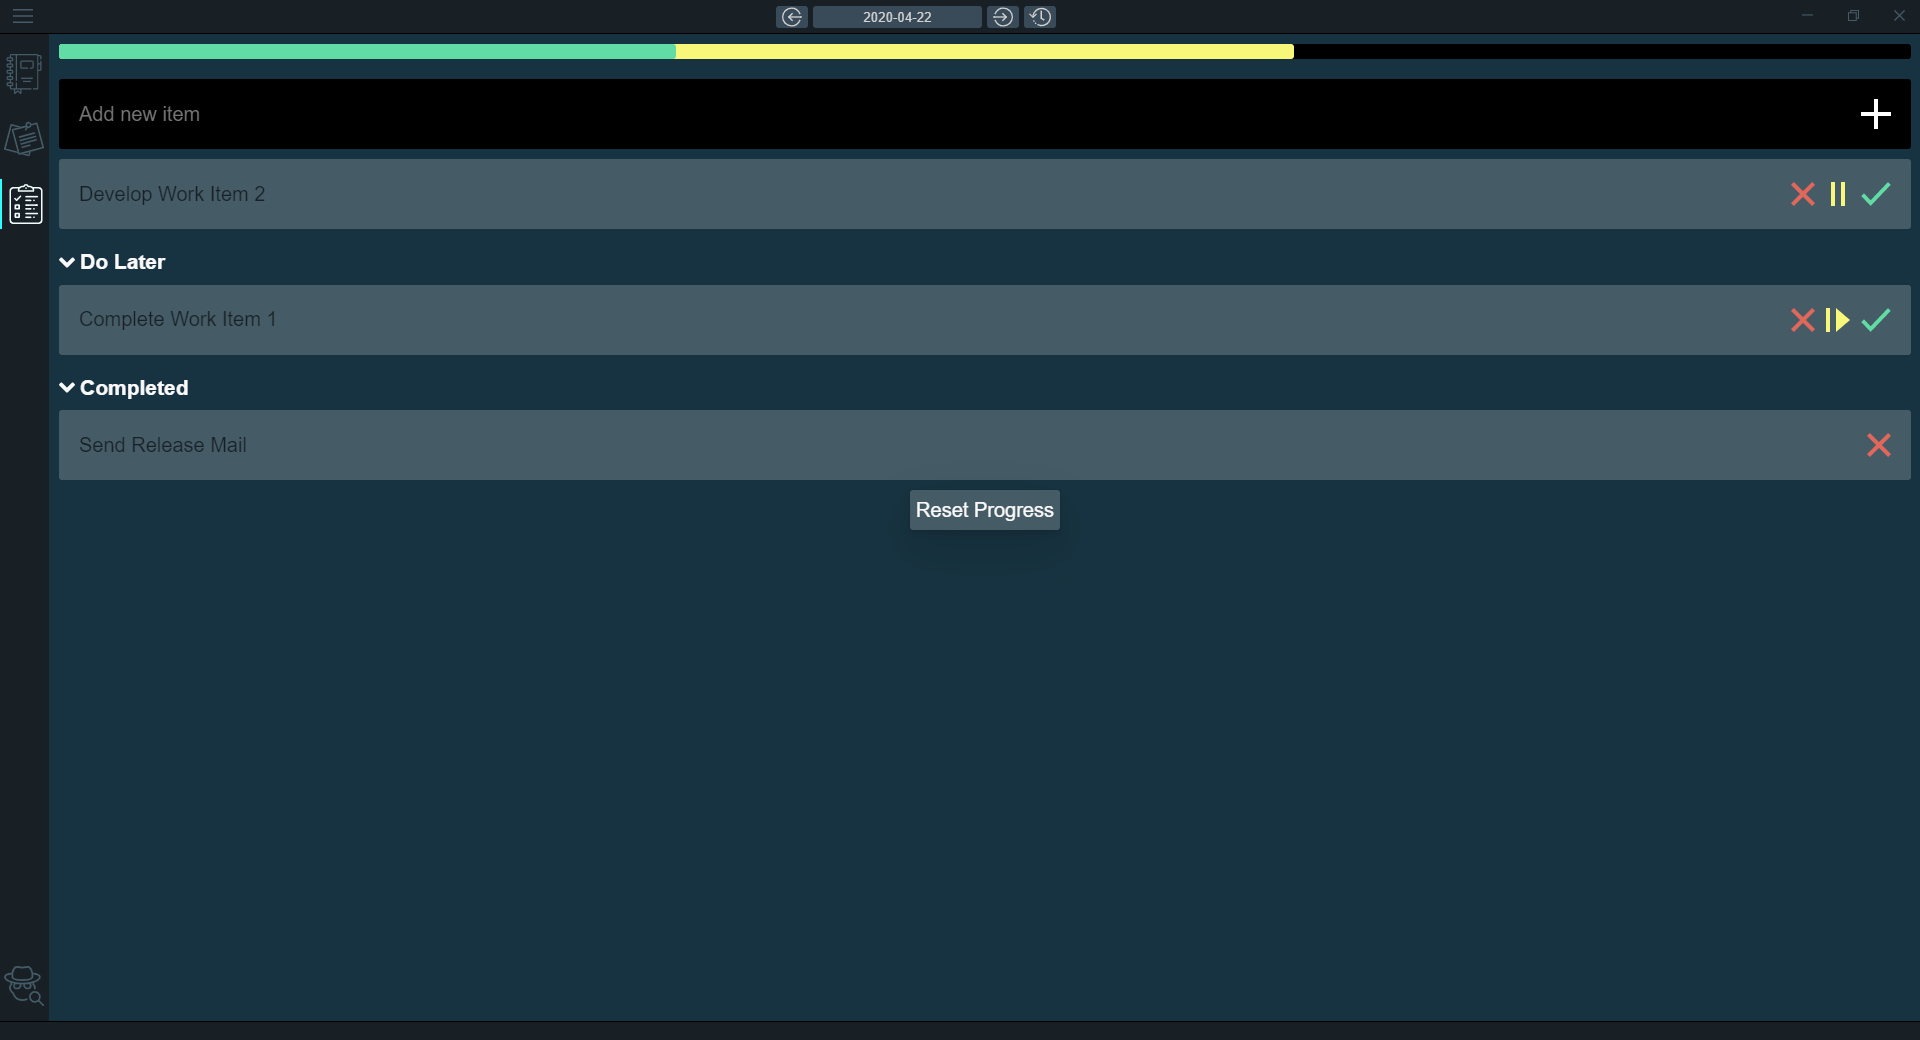 2020-04-22
Add new item
Develop Work Item 2
Do Later
Complete Work Item 1
Completed
Send Release Mail
Reset Progress